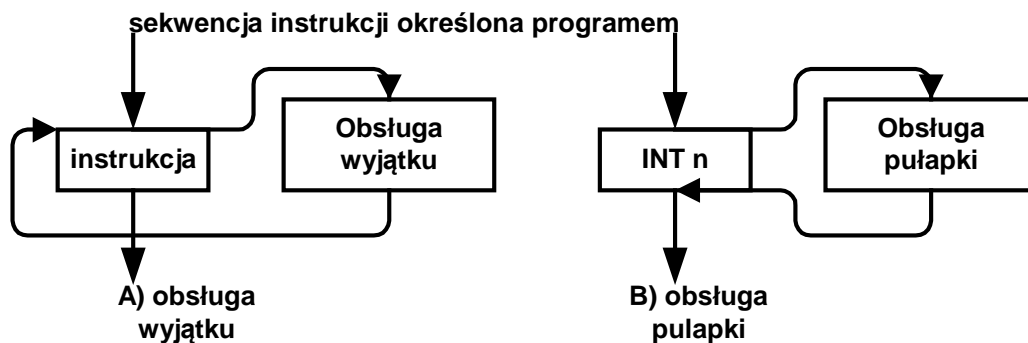 sekwencja instrukcji określona programem
instrukcja
Obsługa
wyjątku
INT n
Obsługa
pułapki
A) obsługa
wyjątku
B) obsługa
pulapki